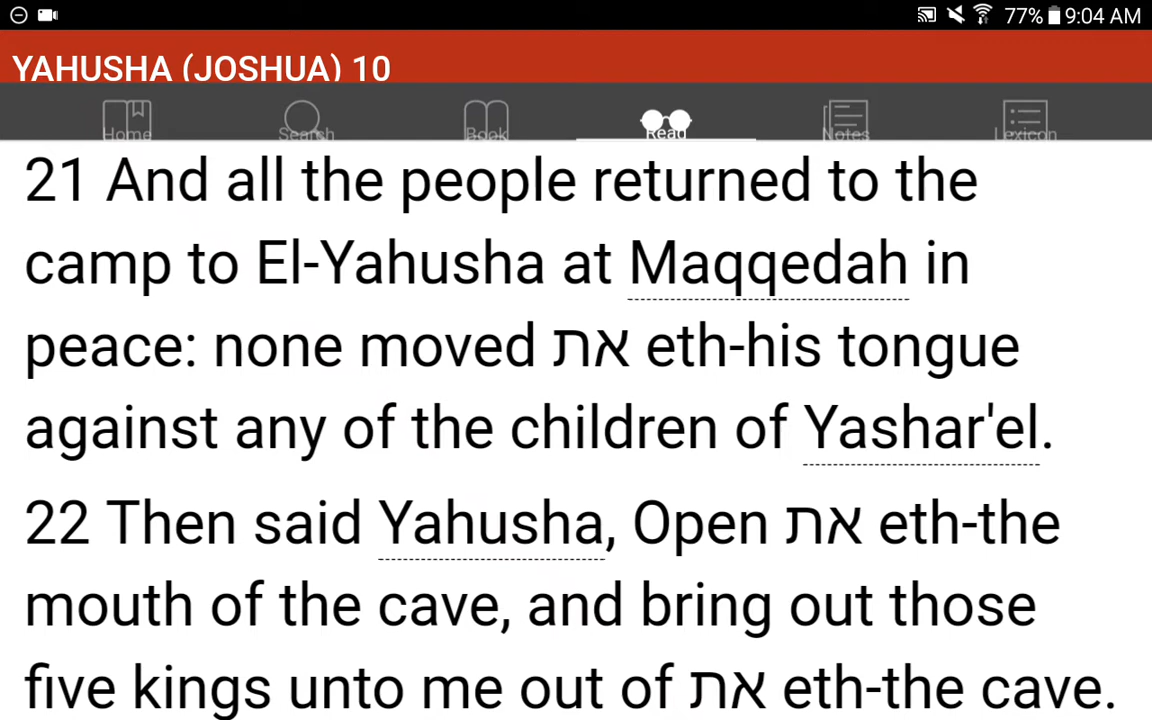 77% 9:04 AM
YAHUSHA (JOSHUA) 10
Home Search Book Read Notes Lexicon
21 And all the people returned to the
camp to El-Yahusha at Maqqedah in
peace: none moved את eth-his tongue
against any of the children of Yashar'el.
22 Then said Yahusha, Open את eth-the
mouth of the cave, and bring out those
five kings unto me out of את eth-the cave.